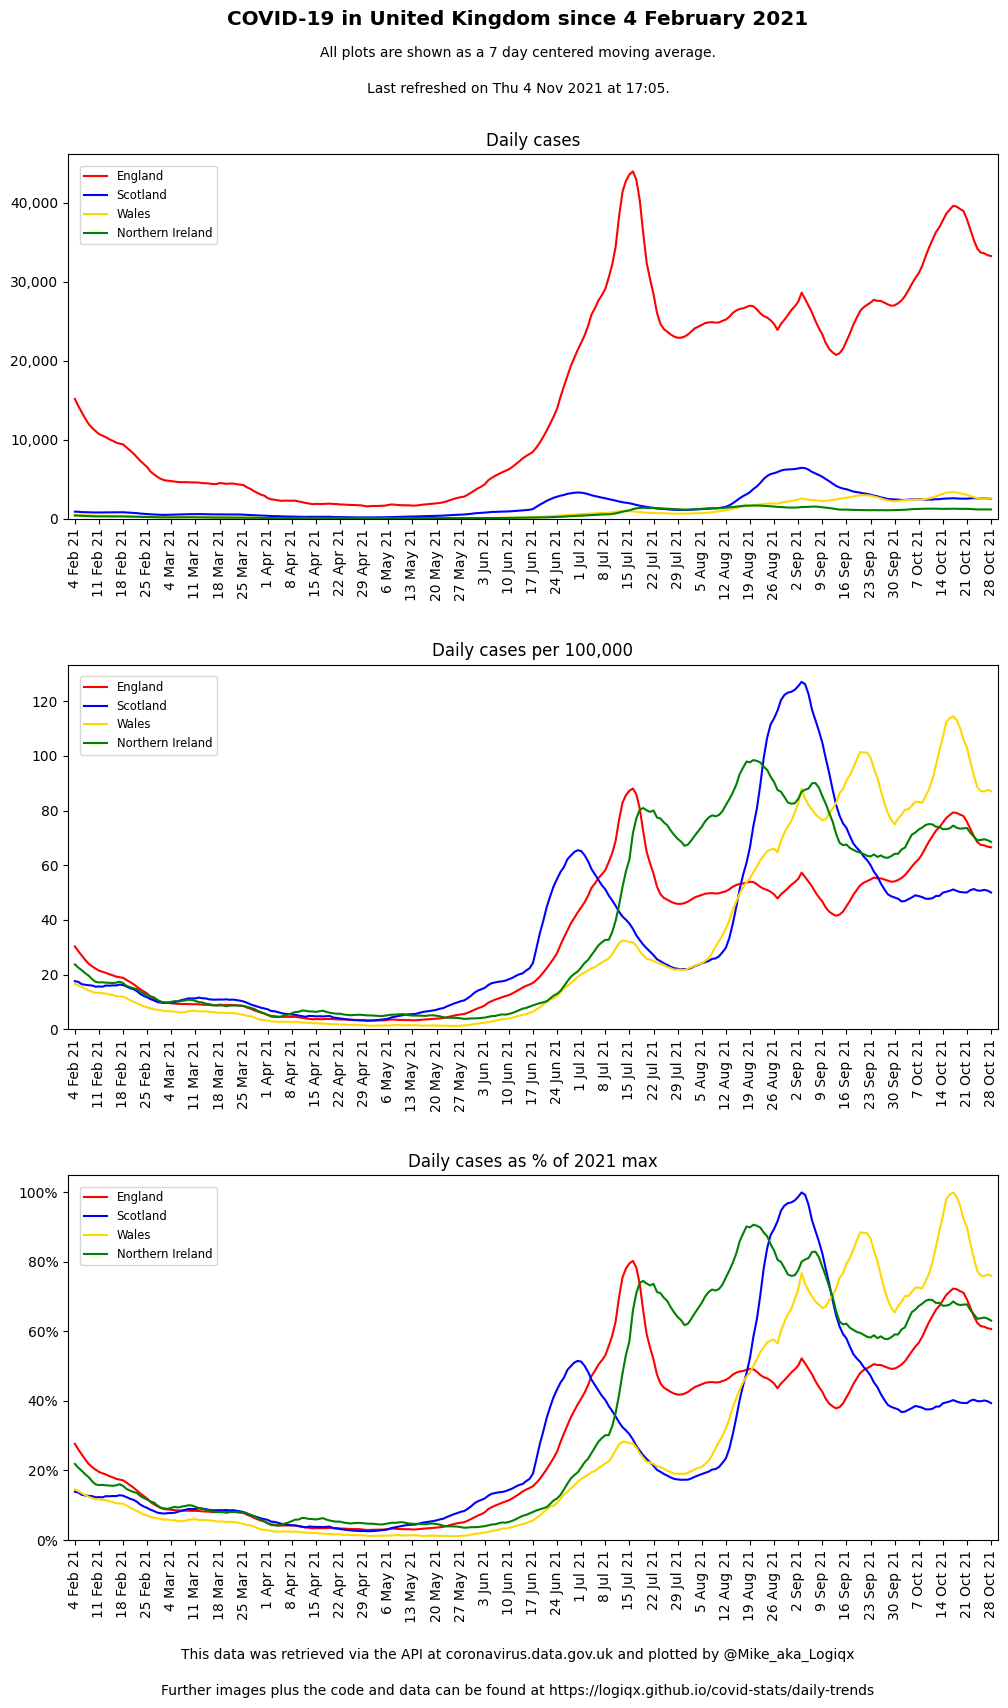 COVID-19 in United Kingdom since 4 February 2021
All plots are shown as a 7 day centered moving average.
Last refreshed on Thu 4 Nov 2021 at 17:05.
Daily cases
England
Scotland
Wales
Northern Ireland
40,000
30,000
20,000
10,000
0
4 Feb 21
11 Feb 21
18 Feb 21
25 Feb 21
4 Mar 21
11 Mar 21
18 Mar 21
25 Mar 21
1 Apr 21
8 Apr 21
15 Apr 21
22 Apr 21
29 Apr 21
6 May 21
13 May 21
20 May 21
27 May 21
3 Jun 21
10 Jun 21
17 Jun 21
24 Jun 21
1 Jul 21
8 Jul 21
15 Jul 21
22 Jul 21
29 Jul 21
5 Aug 21
12 Aug 21
19 Aug 21
26 Aug 21
2 Sep 21
9 Sep 21
16 Sep 21
23 Sep 21
30 Sep 21
7 Oct 21
14 Oct 21
21 Oct 21
28 Oct 21
Daily cases per 100,000
England
Scotland
Wales
Northern Ireland
120
100
80
60
40
20
0
4 Feb 21
11 Feb 21
18 Feb 21
25 Feb 21
4 Mar 21
11 Mar 21
18 Mar 21
25 Mar 21
1 Apr 21
8 Apr 21
15 Apr 21
22 Apr 21
29 Apr 21
6 May 21
13 May 21
20 May 21
27 May 21
3 Jun 21
10 Jun 21
17 Jun 21
24 Jun 21
1 Jul 21
8 Jul 21
15 Jul 21
22 Jul 21
29 Jul 21
5 Aug 21
12 Aug 21
19 Aug 21
26 Aug 21
2 Sep 21
9 Sep 21
16 Sep 21
23 Sep 21
30 Sep 21
7 Oct 21
14 Oct 21
21 Oct 21
28 Oct 21
Daily cases as % of 2021 max
England
Scotland
Wales
Northern Ireland
100%
80%
60%
40%
20%
0%
4 Feb 21
11 Feb 21
18 Feb 21
25 Feb 21
4 Mar 21
11 Mar 21
18 Mar 21
25 Mar 21
1 Apr 21
8 Apr 21
15 Apr 21
22 Apr 21
29 Apr 21
6 May 21
13 May 21
20 May 21
27 May 21
3 Jun 21
10 Jun 21
17 Jun 21
24 Jun 21
1 Jul 21
8 Jul 21
15 Jul 21
22 Jul 21
29 Jul 21
5 Aug 21
12 Aug 21
19 Aug 21
26 Aug 21
2 Sep 21
9 Sep 21
16 Sep 21
23 Sep 21
30 Sep 21
7 Oct 21
14 Oct 21
21 Oct 21
28 Oct 21
This data was retrieved via the API at coronavirus.data.gov.uk and plotted by @Mike_aka_Logiqx
Further images plus the code and data can be found at https://logiqx.github.io/covid-stats/daily-trends